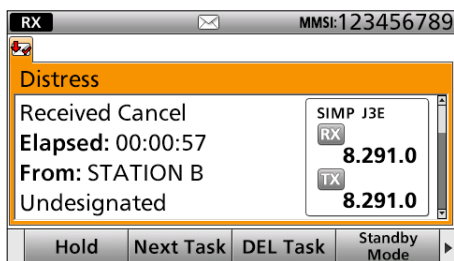 RX MMSI:123456789
Distress
Received Cancel
Elapsed: 00:00:57
From: STATION B
Undesignated
SIMP J3E
RX
8.291.0
TX
8.291.0
Hold Next Task DEL Task Standby Mode